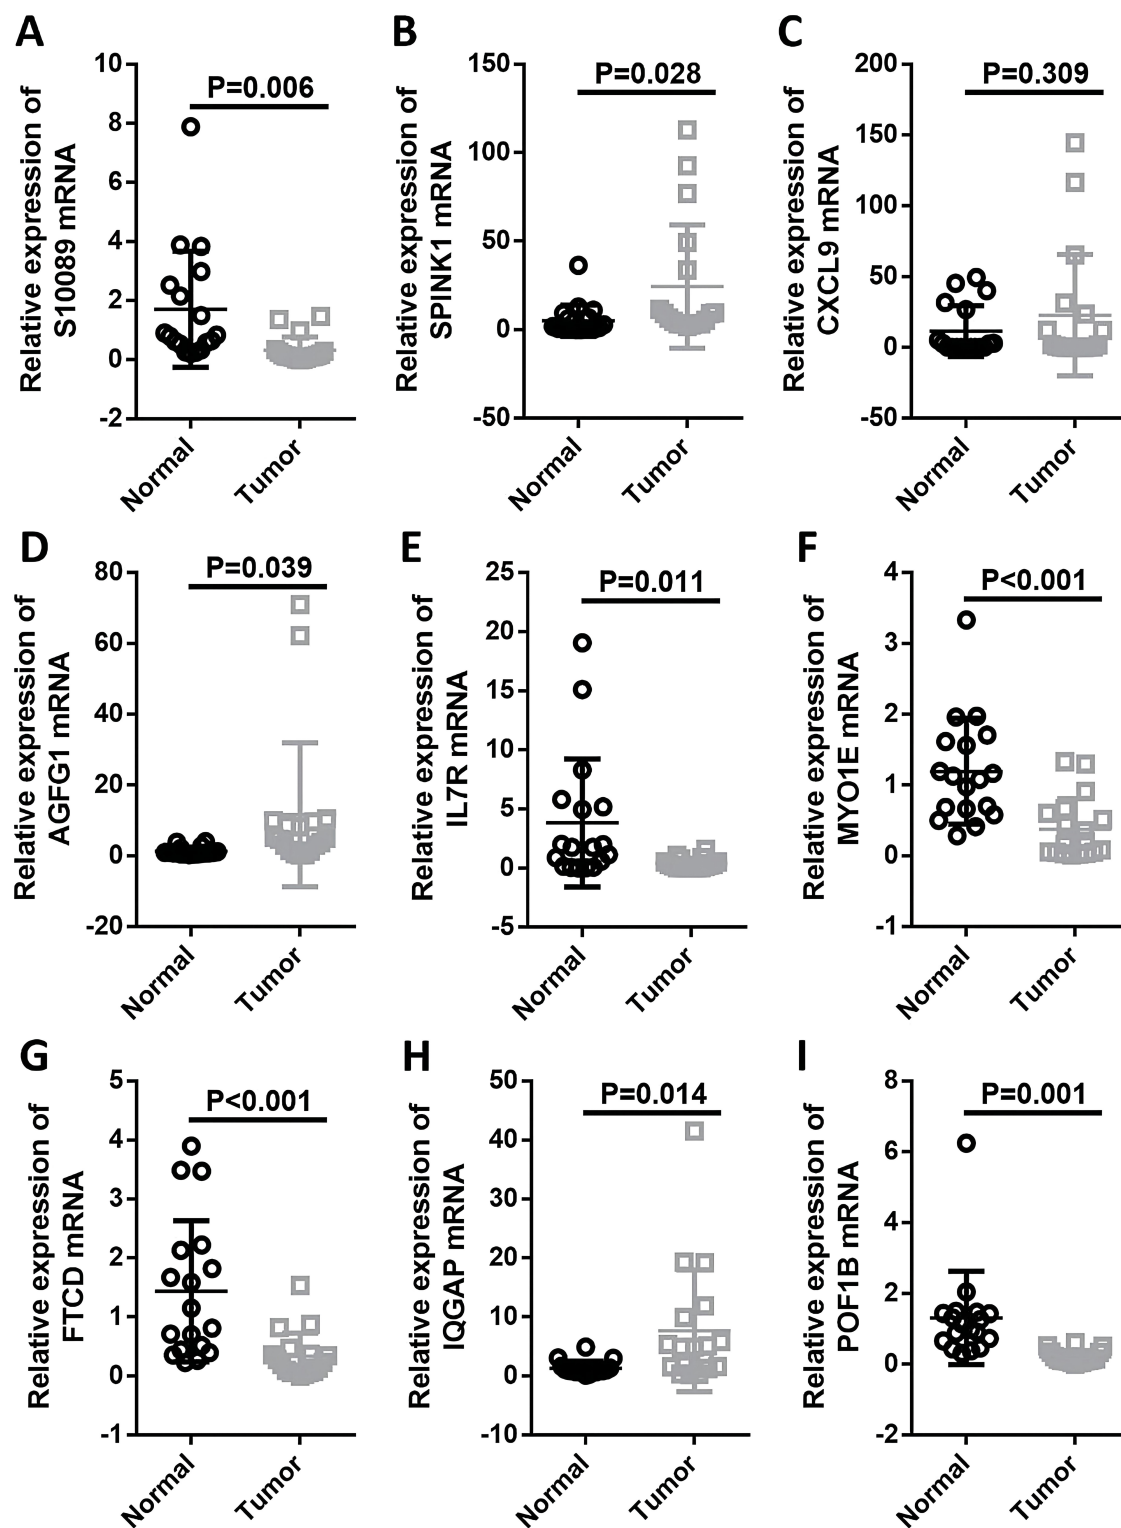 A
Relative expression of
S10089 mRNA
P=0.006
10
8
6
4
2
0
-2
Normal
Tumor
B
Relative expression of
SPINK1 mRNA
P=0.028
150
100
50
0
-50
Normal
Tumor
C
Relative expression of
CXCL9 mRNA
P=0.309
200
150
100
50
0
-50
Normal
Tumor
D
Relative expression of
AGFG1 mRNA
P=0.039
80
60
40
20
0
-20
Normal
Tumor
E
Relative expression of
IL7R mRNA
P=0.011
25
20
15
10
5
0
-5
Normal
Tumor
F
Relative expression of
MYO1E mRNA
P<0.001
4
3
2
1
0
-1
Normal
Tumor
G
Relative expression of
FTCD mRNA
P<0.001
5
4
3
2
1
0
-1
Normal
Tumor
H
Relative expression of
IQGAP mRNA
P=0.014
50
40
30
20
10
0
-10
Normal
Tumor
I
Relative expression of
POF1B mRNA
P=0.001
8
6
4
2
0
-2
Normal
Tumor